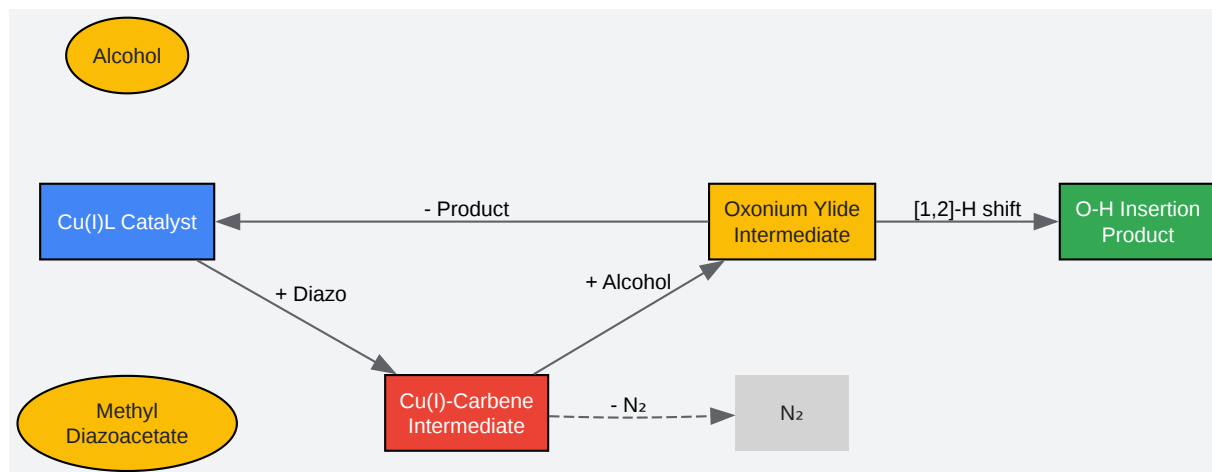 Alcohol
Cu(I)L Catalyst
- Product
Oxonium Ylide
Intermediate
[1,2]-H shift
O-H Insertion
Product
+ Diazo
+ Alcohol
Methyl
Diazoacetate
Cu(I)-Carbene
Intermediate
- N₂
N₂